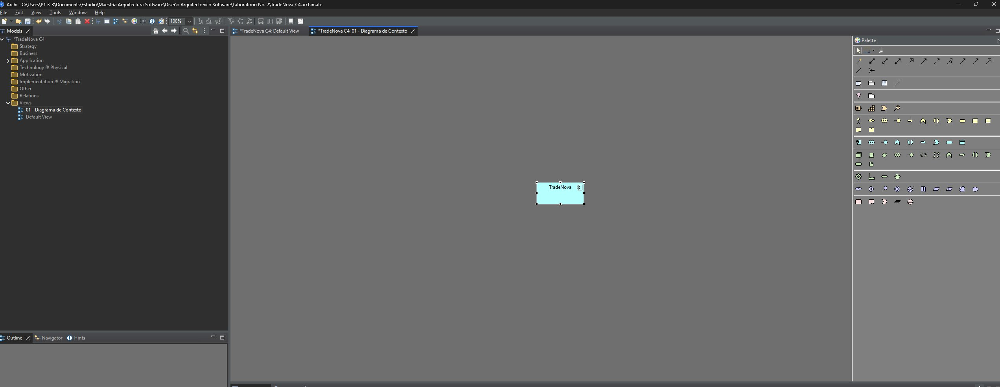 Archi - C:\Users\P1 3-3\Documents\Estudio\Maestría Arquitectura Software\Diseño Arquitectonico Software\Laboratorio No. 2\TradeNova_C4.archimate
File Edit View Tools Window Help
100%
Models
*TradeNova C4: Default View
*TradeNova C4: 01 - Diagrama de Contexto
*TradeNova C4
Strategy
Business
Application
Technology & Physical
Motivation
Implementation & Migration
Other
Relations
Views
01 - Diagrama de Contexto
Default View
TradeNova
Palette
Outline
Navigator
Hints